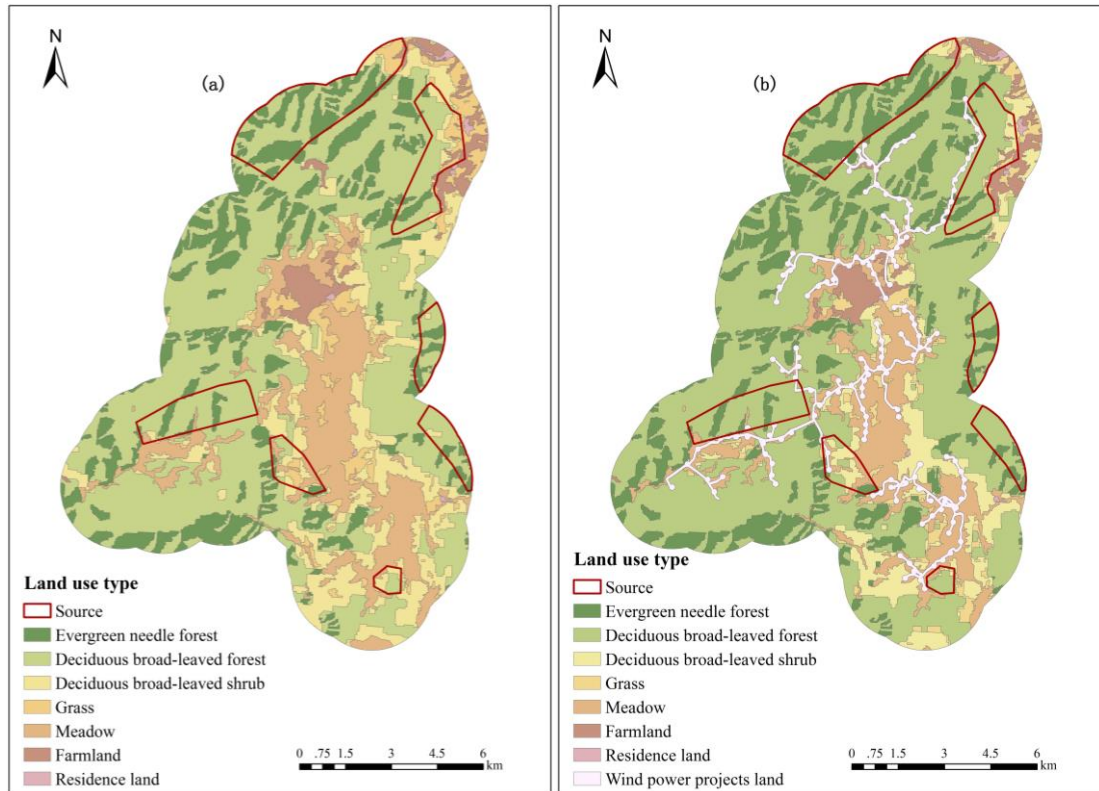 N
(a)
Land use type
Source
Evergreen needle forest
Deciduous broad-leaved forest
Deciduous broad-leaved shrub
Grass
Meadow
Farmland
Residence land
0 .75 1.5 3 4.5 6
km
N
(b)
Land use type
Source
Evergreen needle forest
Deciduous broad-leaved forest
Deciduous broad-leaved shrub
Grass
Meadow
Farmland
Residence land
Wind power projects land
0 .75 1.5 3 4.5 6
km